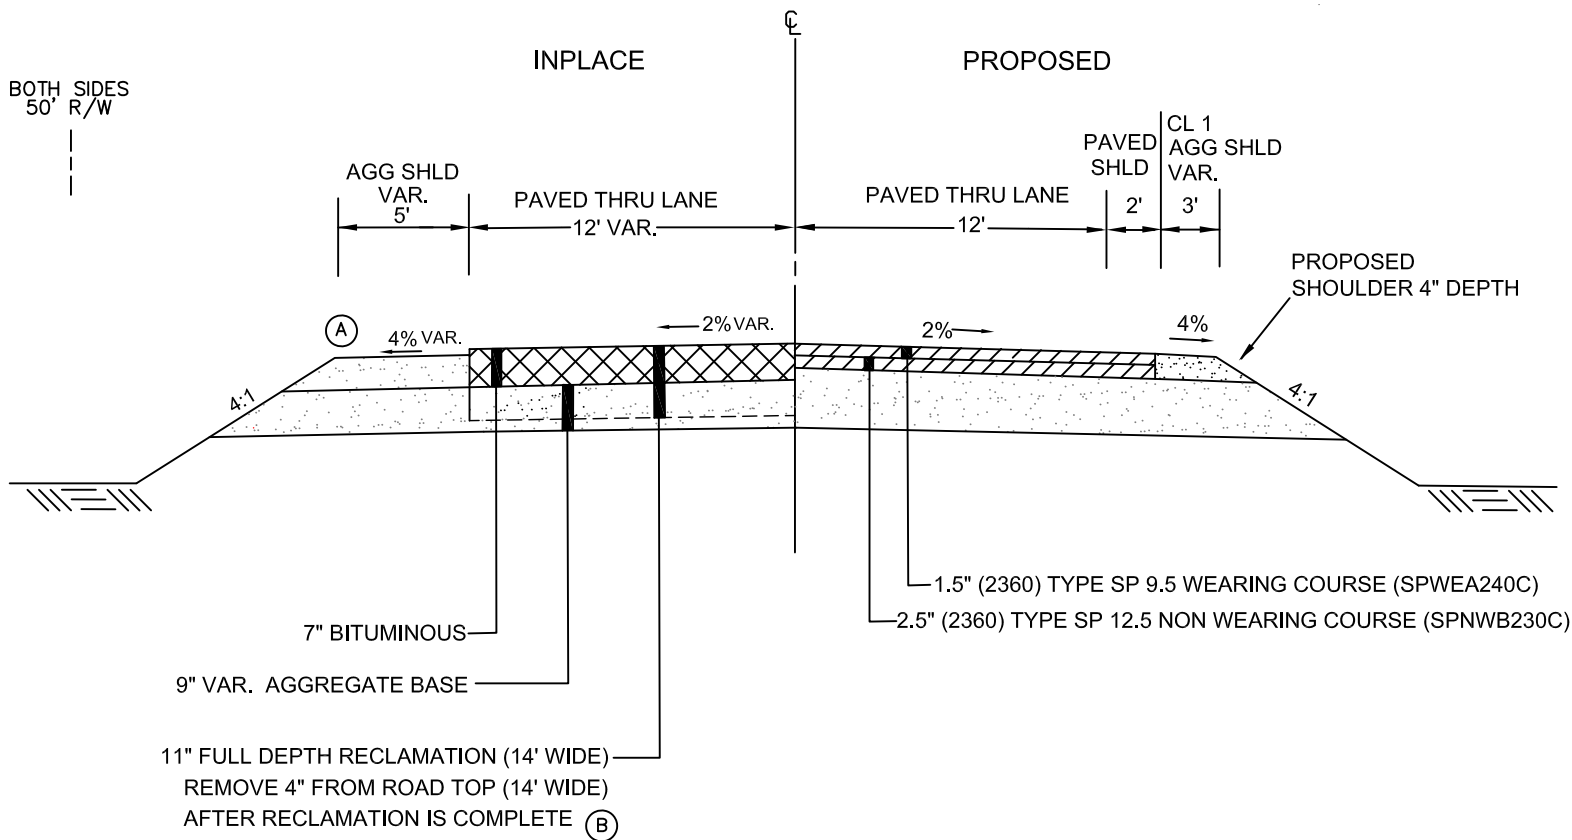 ℄
INPLACE
PROPOSED
BOTH SIDES
50' R/W
AGG SHLD
VAR.
5'
PAVED THRU LANE
12' VAR.
PAVED THRU LANE
12'
PAVED
SHLD
2'
CL 1
AGG SHLD
VAR.
3'
PROPOSED
SHOULDER 4" DEPTH
A
4% VAR.
2% VAR.
2%
4%
4:1
4:1
1.5" (2360) TYPE SP 9.5 WEARING COURSE (SPWEA240C)
2.5" (2360) TYPE SP 12.5 NON WEARING COURSE (SPNWB230C)
7" BITUMINOUS
9" VAR. AGGREGATE BASE
11" FULL DEPTH RECLAMATION (14' WIDE)
REMOVE 4" FROM ROAD TOP (14' WIDE)
AFTER RECLAMATION IS COMPLETE B